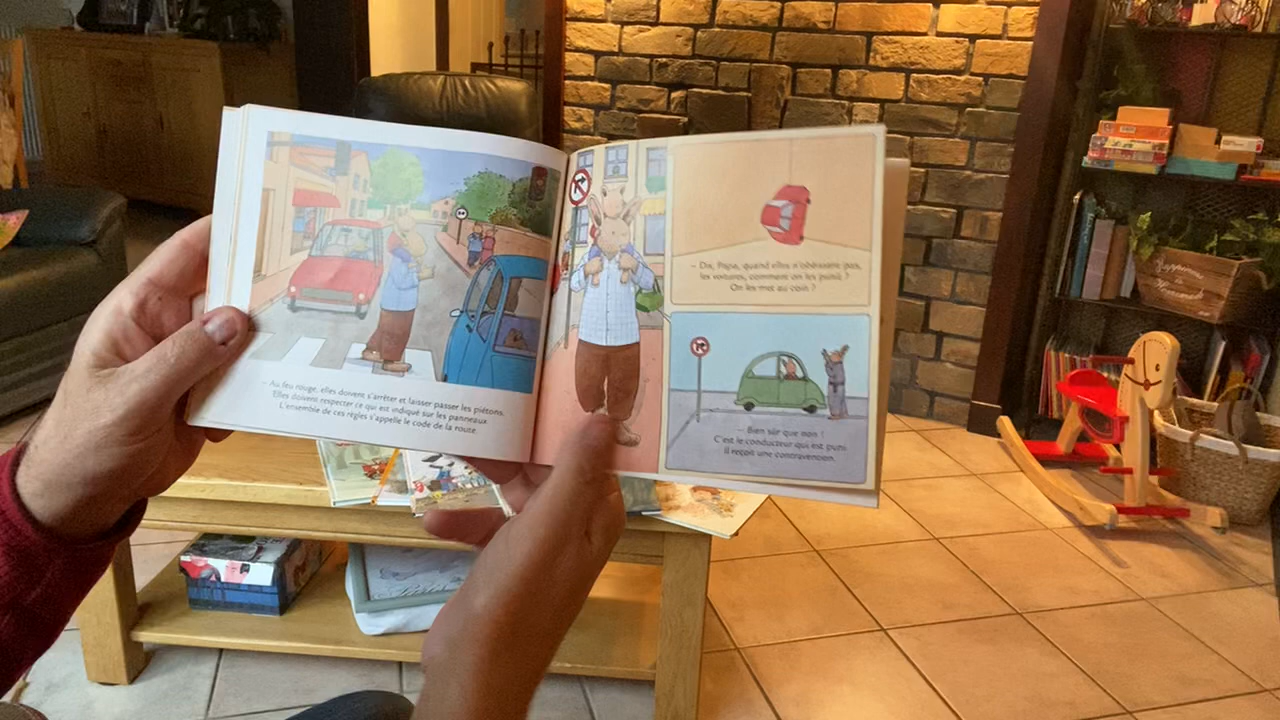 – Au feu rouge, elles doivent s'arrêter et laisser passer les piétons.
Elles doivent respecter ce qui est indiqué sur les panneaux
L'ensemble de ces règles s'appelle le code de la route.
– Dis, Papa, quand elles n'obéissent pas,
les voitures, comment on les punit ?
On les met au coin ?
– Bien sûr que non !
C'est le conducteur qui est puni
Il reçoit une contravention.
Happiness
is
Homemade